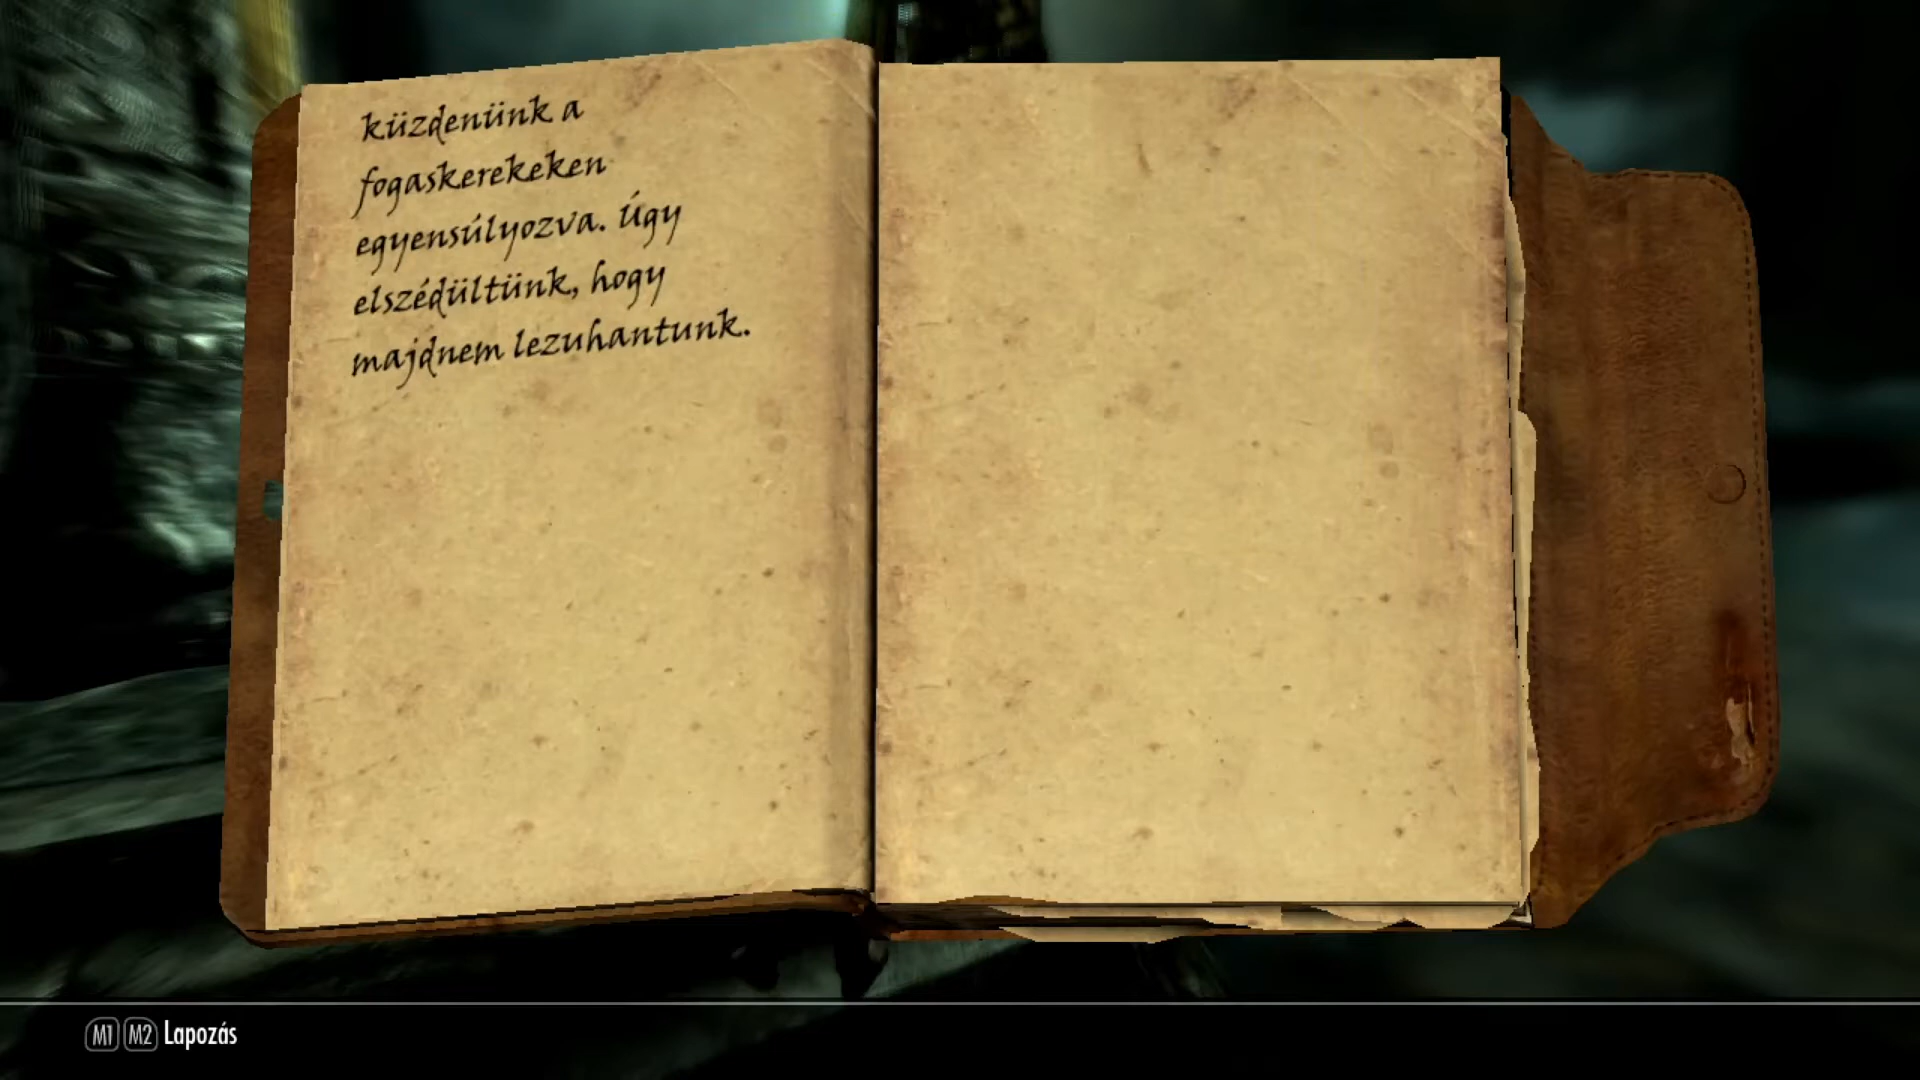 küzdenünk a
fogaskerekeken
egyensúlyozva. Úgy
elszédültünk, hogy
majdnem lezuhantunk.
M1 M2 Lapozás